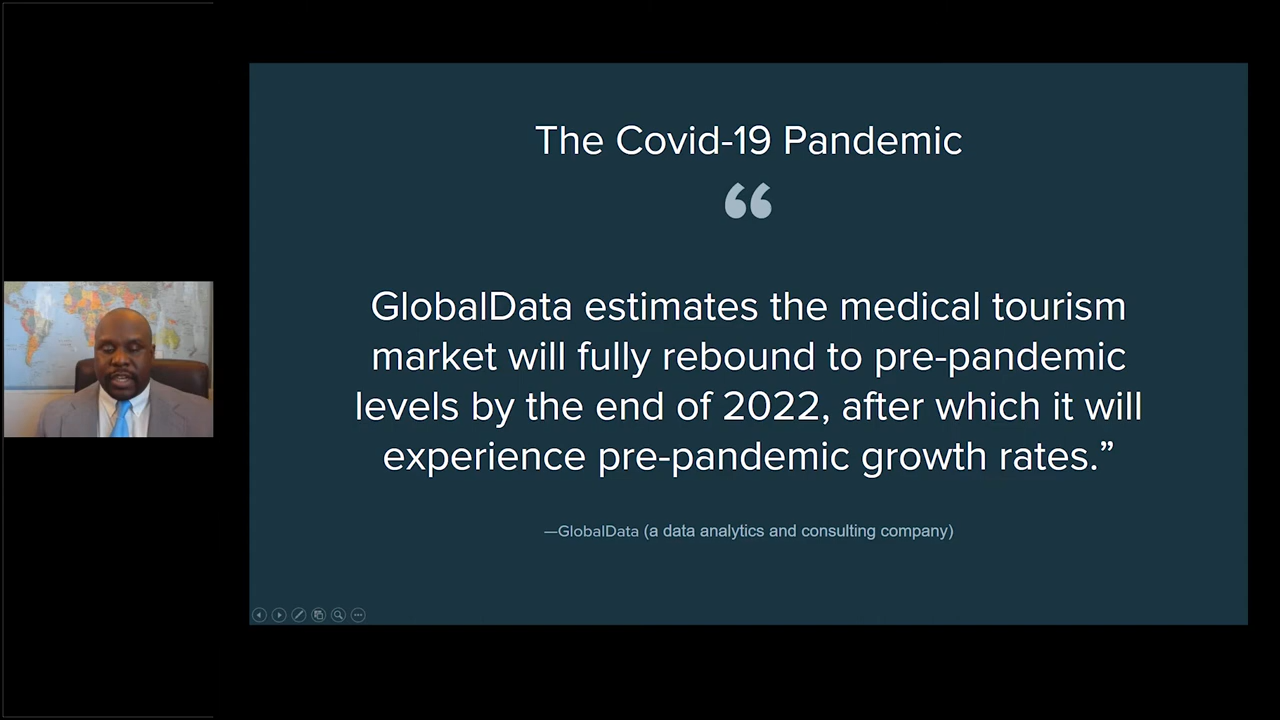 The Covid-19 Pandemic
“
GlobalData estimates the medical tourism
market will fully rebound to pre-pandemic
levels by the end of 2022, after which it will
experience pre-pandemic growth rates.”
—GlobalData (a data analytics and consulting company)